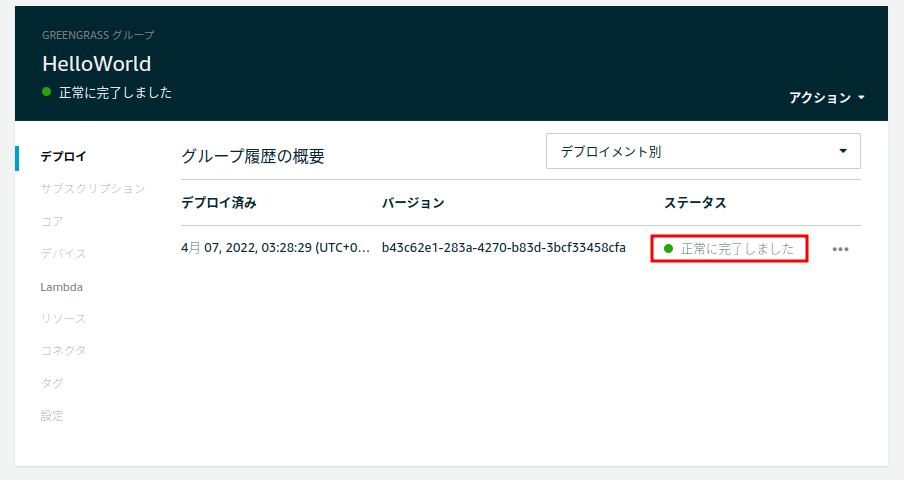 GREENGRASS グループ
HelloWorld
正常に完了しました
アクション
デプロイ
サブスクリプション
コア
デバイス
Lambda
リソース
コネクタ
タグ
設定
グループ履歴の概要
デプロイメント別
デプロイ済み バージョン ステータス
4月 07, 2022, 03:28:29 (UTC+0... b43c62e1-283a-4270-b83d-3bcf33458cfa 正常に完了しました